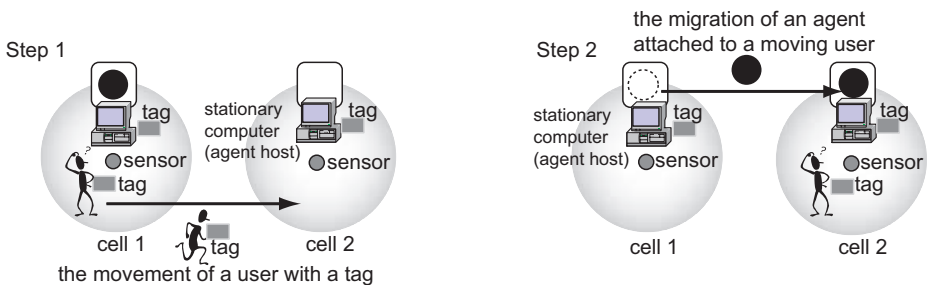 Step 1
tag
stationary
computer
(agent host)
tag
sensor
sensor
tag
cell 1
tag
cell 2
the movement of a user with a tag
the migration of an agent
attached to a moving user
Step 2
stationary
computer
(agent host)
tag
tag
sensor
sensor
tag
cell 1
cell 2